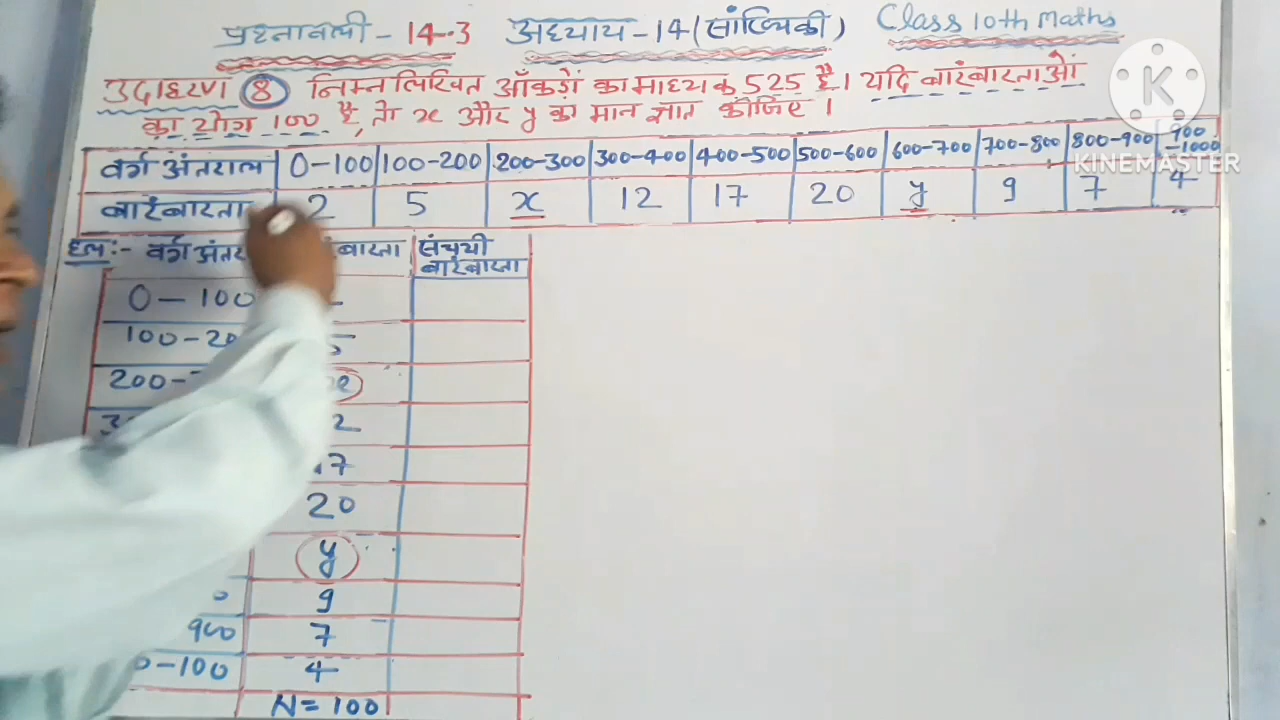 प्रश्नावली - 14.3 अध्याय - 14 (सांख्यिकी) Class 10th Maths
उदाहरण 8 निम्नलिखित आँकड़ों का माध्यक 525 है। यदि बारंबारताओं
का योग 100 है, तो x और y का मान ज्ञात कीजिए।
वर्ग अंतराल 0-100 100-200 200-300 300-400 400-500 500-600 600-700 700-800 800-900 900-1000
बारंबारता 2 5 x 12 17 20 y 9 7 4
K
KINEMASTER
हल :- वर्ग संचयी
बारंबारता
0-100
100-
200-
17
20
y
9
900 7
-100 4
N = 100